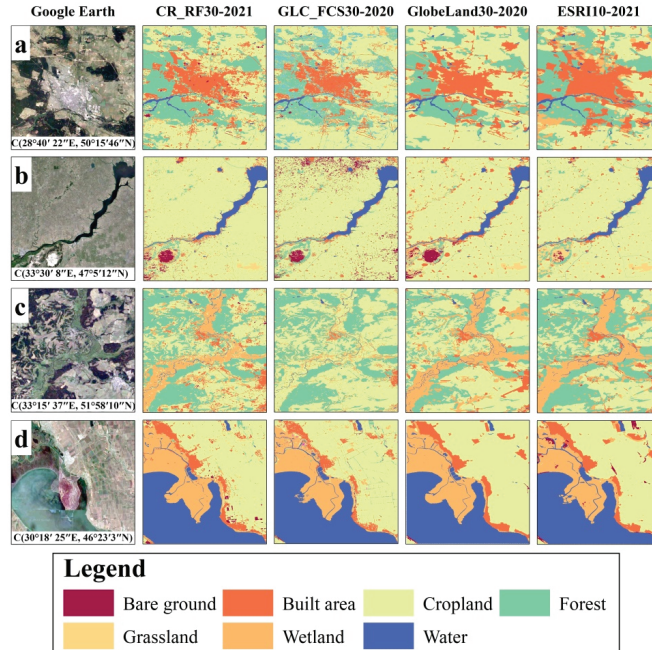 Google Earth CR_RF30-2021 GLC_FCS30-2020 GlobeLand30-2020 ESRI10-2021
a
C(28°40′ 22″E, 50°15′46″N)
b
C(33°30′ 8″E, 47°5′12″N)
c
C(33°15′ 37″E, 51°58′10″N)
d
C(30°18′ 25″E, 46°23′3″N)
Legend
Bare ground Built area Cropland Forest
Grassland Wetland Water